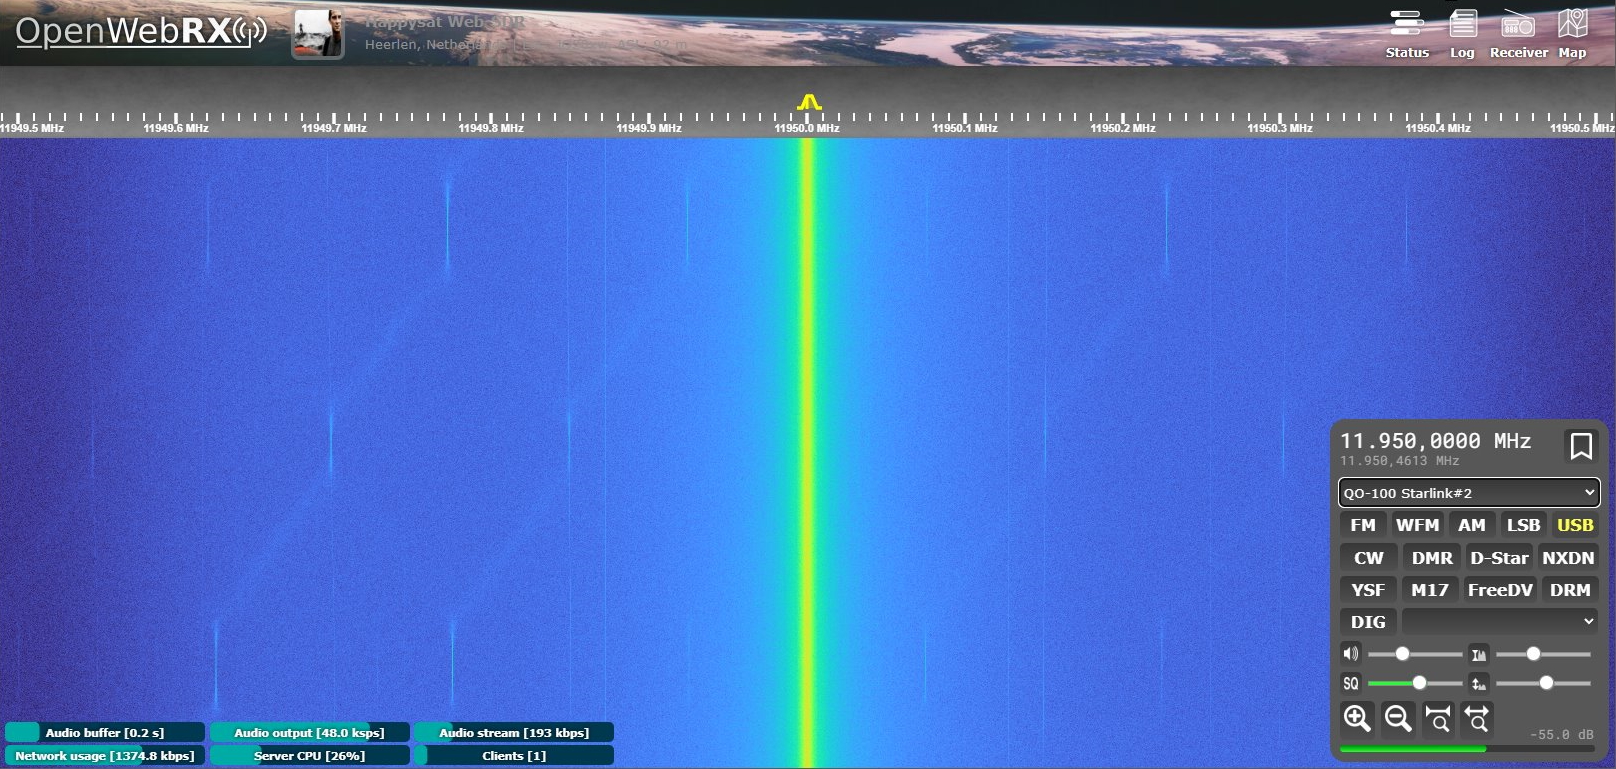 OpenWebRX
Happysat Web-SDR
Heerlen, Netherlands
Status Log Receiver Map
11949.5 MHz 11949.6 MHz 11949.7 MHz 11949.8 MHz 11949.9 MHz 11950.0 MHz 11950.1 MHz 11950.2 MHz 11950.3 MHz 11950.4 MHz 11950.5 MHz
11.950,0000 MHz
11.950,4613 MHz
QO-100 Starlink#2
FM WFM AM LSB USB
CW DMR D-Star NXDN
YSF M17 FreeDV DRM
DIG
SQ
-55.0 dB
Audio buffer [0.2 s] Audio output [48.0 ksps] Audio stream [193 kbps]
Network usage [1374.8 kbps] Server CPU [26%] Clients [1]